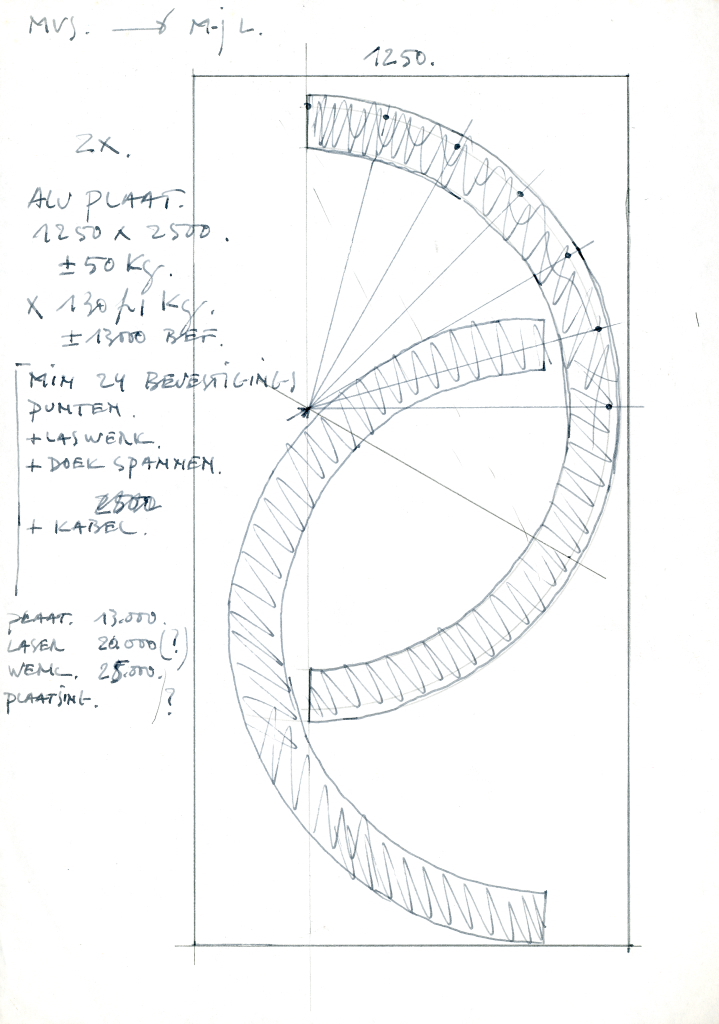 MVS. → M-j L.
1250.
2x.
ALU PLAAT.
1250 x 2500.
±50 Kg.
x 130 fr/Kg.
±13000 BEF.
MIN 24 BEVESTIGINGS
PUNTEN.
+LASWERK.
+ DOEK SPANNEN.
+ KABEL.
PLAAT. 13.000.
LASER 20.000 (?)
WERK. 25.000.
PLAATSING. ?